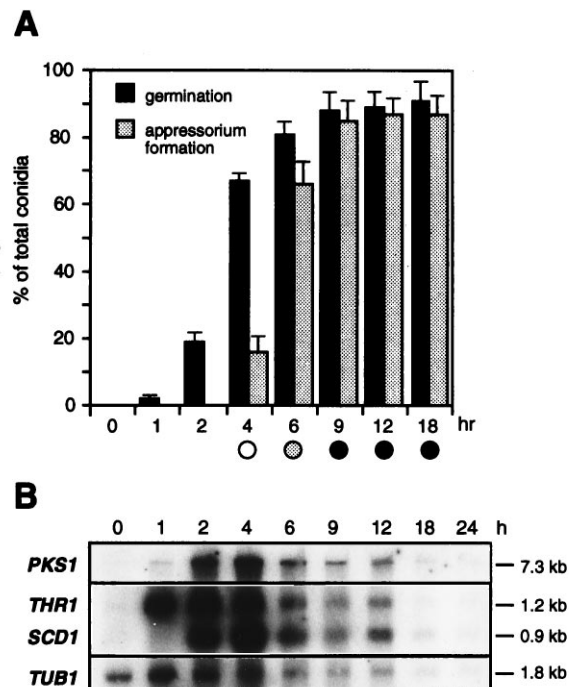 A
100
80
60
40
20
0
% of total conidia
germination
appressorium
formation
0 1 2 4 6 9 12 18 hr
B
0 1 2 4 6 9 12 18 24 h
PKS1 7.3 kb
THR1 1.2 kb
SCD1 0.9 kb
TUB1 1.8 kb